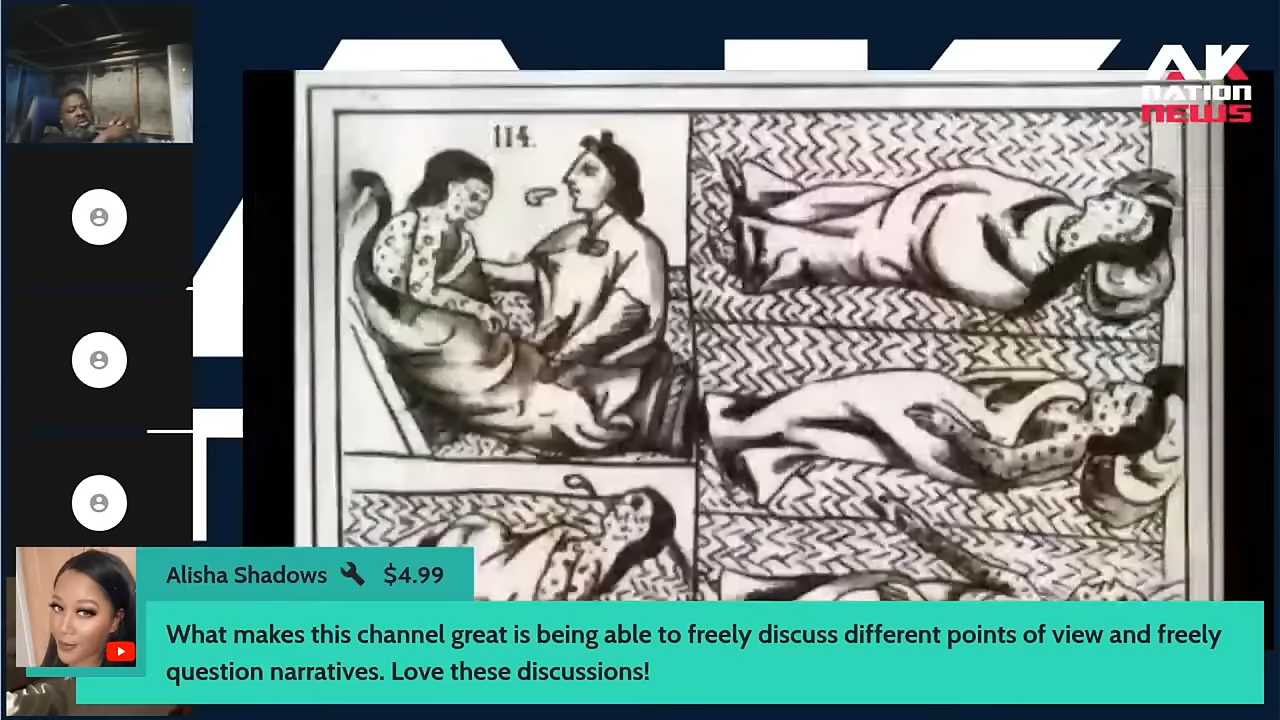 AK
NATION
NEWS
114.
Alisha Shadows $4.99
What makes this channel great is being able to freely discuss different points of view and freely
question narratives. Love these discussions!